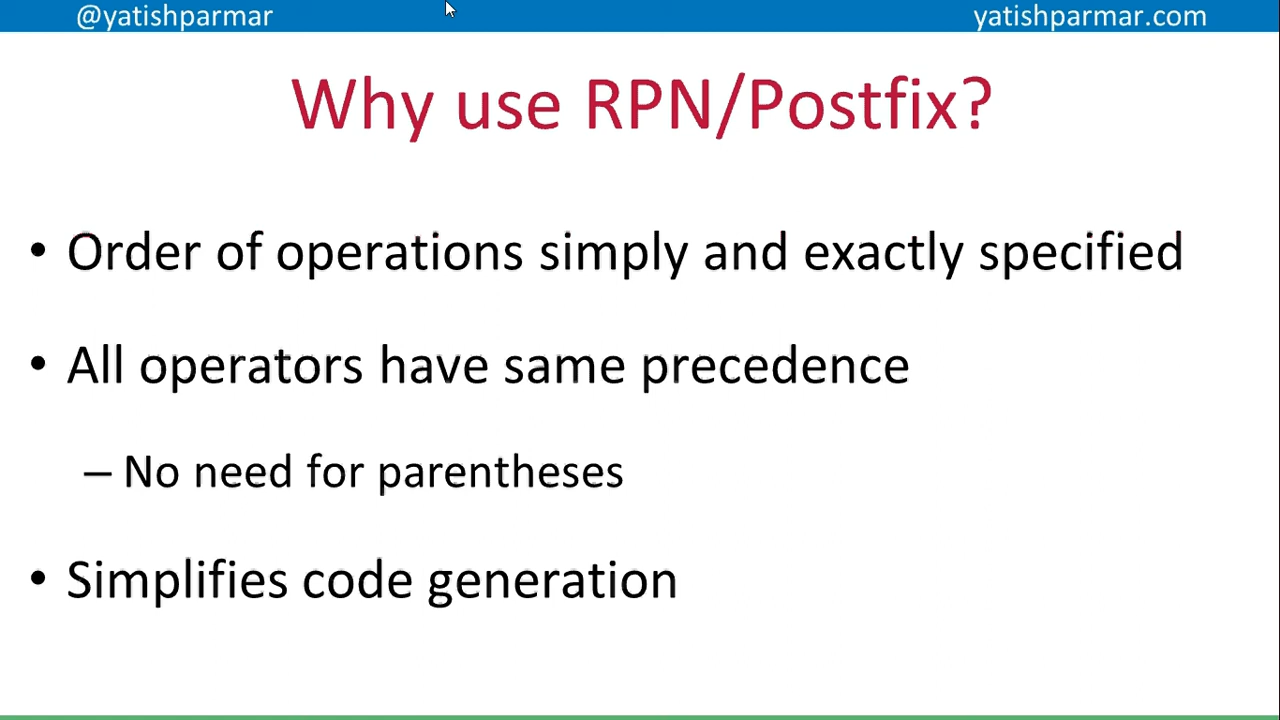 @yatishparmar
yatishparmar.com
Why use RPN/Postfix?
• Order of operations simply and exactly specified
• All operators have same precedence
– No need for parentheses
• Simplifies code generation